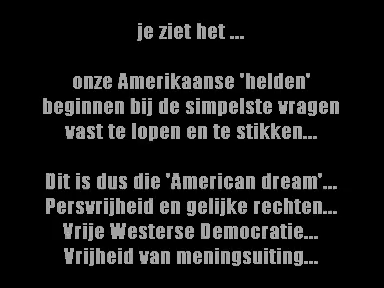 je ziet het ...
onze Amerikaanse 'helden'
beginnen bij de simpelste vragen
vast te lopen en te stikken...
Dit is dus die 'American dream'...
Persvrijheid en gelijke rechten...
Vrije Westerse Democratie...
Vrijheid van meningsuiting...